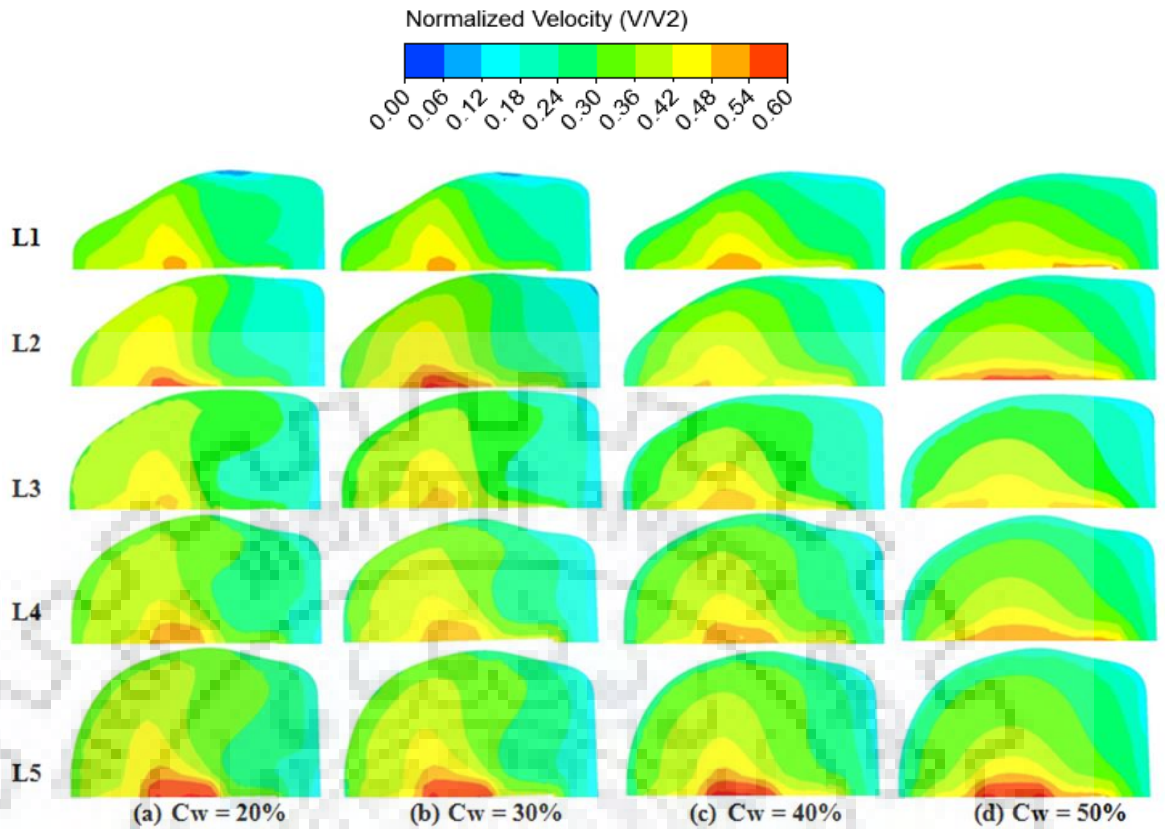 Normalized Velocity (V/V2)
0.00 0.06 0.12 0.18 0.24 0.30 0.36 0.42 0.48 0.54 0.60
L1
L2
L3
L4
L5
(a) Cw = 20% (b) Cw = 30% (c) Cw = 40% (d) Cw = 50%